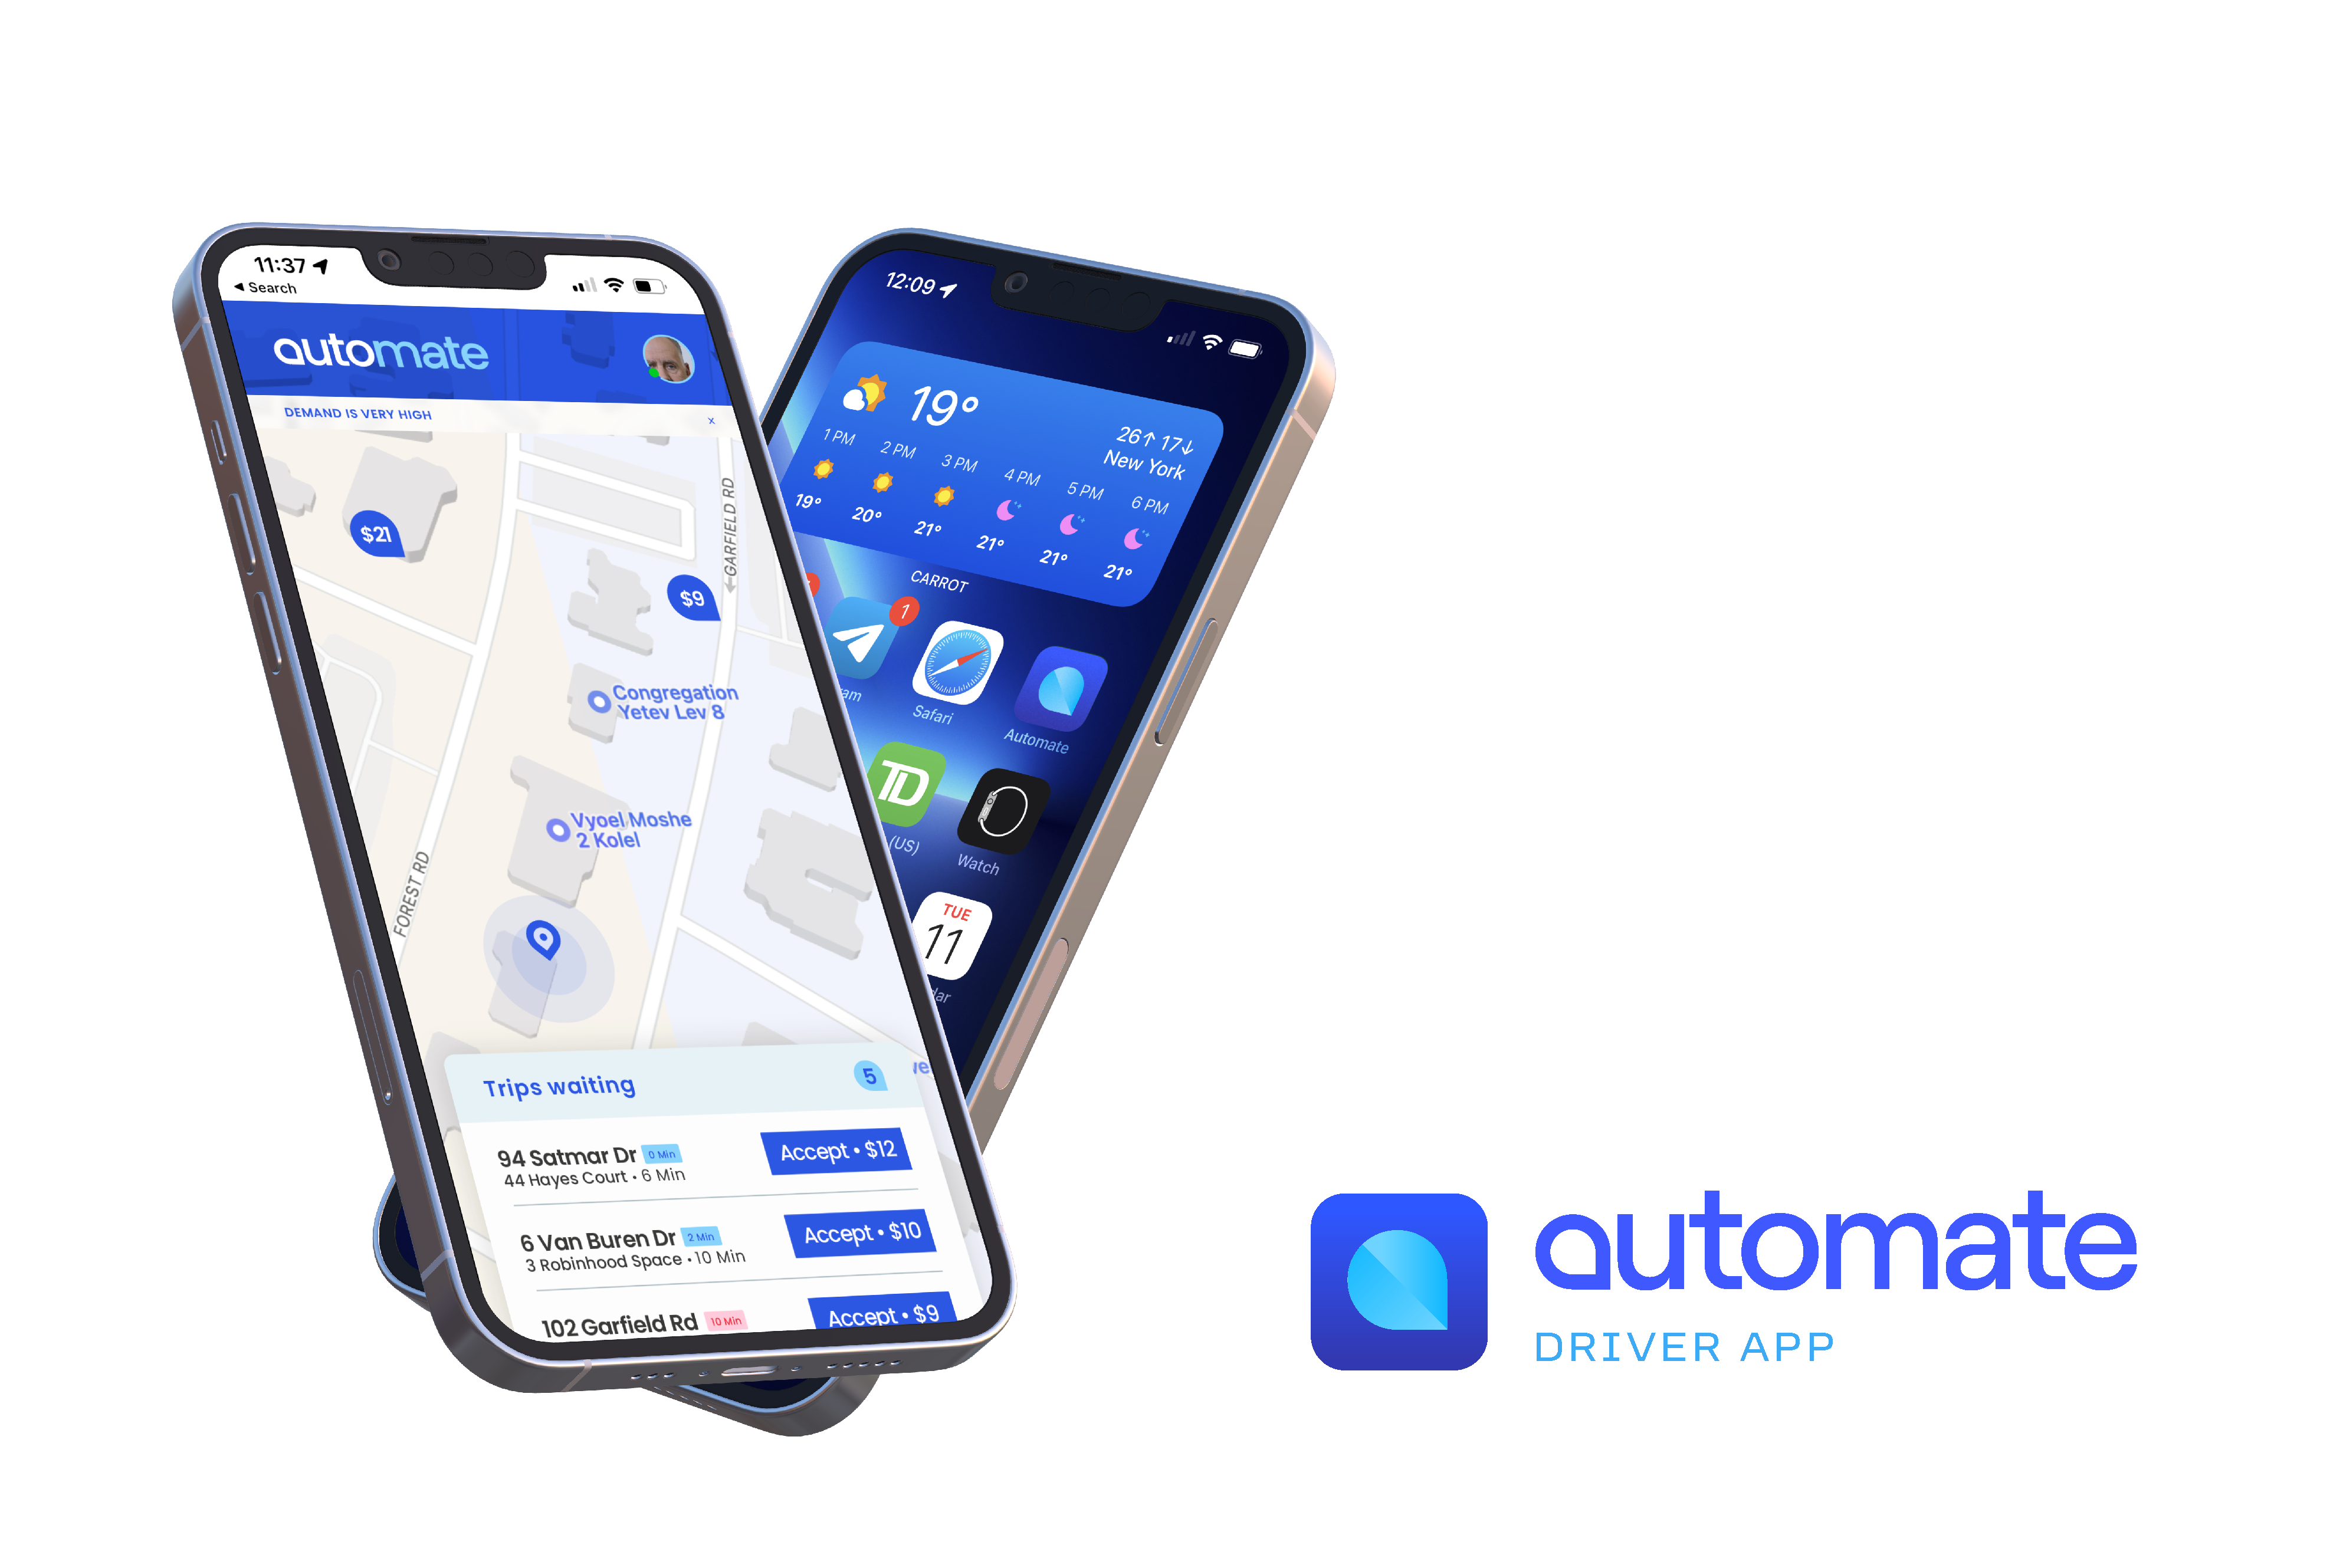 11:37
Search
automate
DEMAND IS VERY HIGH
x
$21
GARFIELD RD
$9
Congregation
Yetev Lev 8
Vyoel Moshe
2 Kolel
FOREST RD
Trips waiting
5
94 Satmar Dr 0 Min
44 Hayes Court • 6 Min
Accept • $12
6 Van Buren Dr 2 Min
3 Robinhood Space • 10 Min
Accept • $10
102 Garfield Rd 10 Min
Accept • $9
12:09
19°
26↑ 17↓
New York
1 PM 2 PM 3 PM 4 PM 5 PM 6 PM
19° 20° 21° 21° 21° 21°
CARROT
1
Safari
Automate
TD
(US)
Watch
TUE
11
automate
DRIVER APP